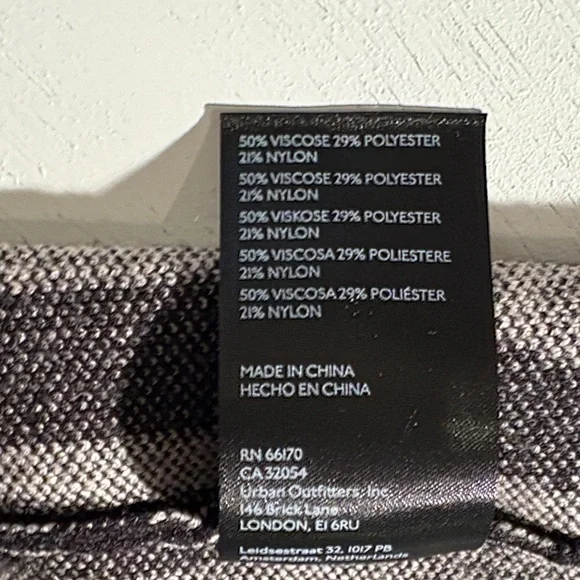 50% VISCOSE 29% POLYESTER
21% NYLON
50% VISCOSE 29% POLYESTER
21% NYLON
50% VISKOSE 29% POLYESTER
21% NYLON
50% VISCOSA 29% POLIESTERE
21% NYLON
50% VISCOSA 29% POLIÉSTER
21% NYLON
MADE IN CHINA
HECHO EN CHINA
RN 66170
CA 32054
Urban Outfitters, Inc.
146 Brick Lane
LONDON, E1 6RU
Leidsestraat 32, 1017 PB
Amsterdam, Netherlands